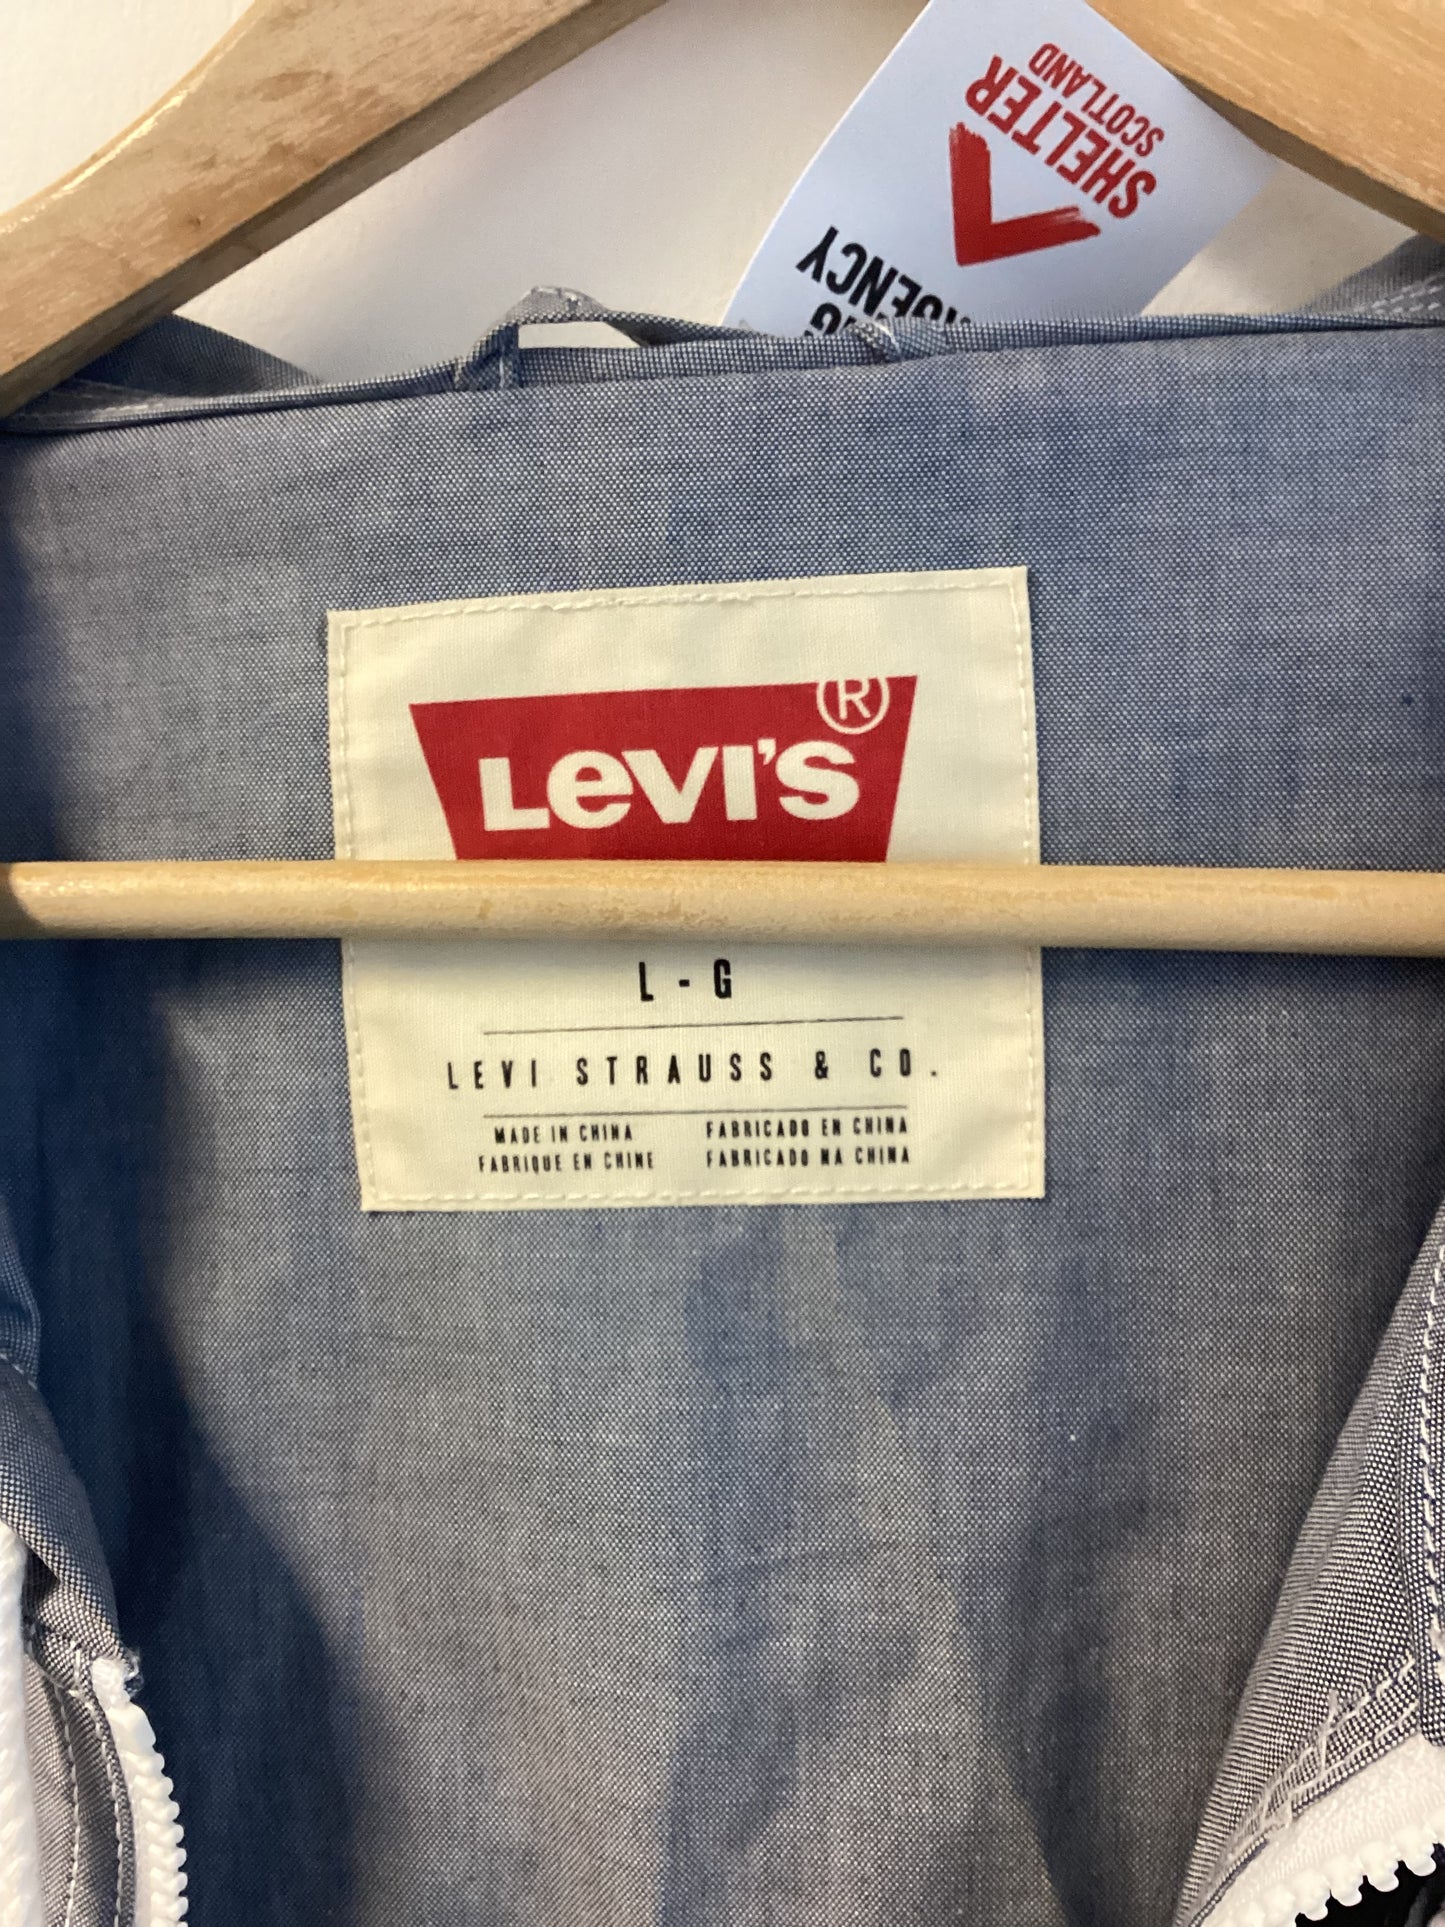 SHELTER
SCOTLAND
LEVI'S®
L - G
LEVI STRAUSS & CO.
MADE IN CHINA
FABRIQUE EN CHINE
FABRICADO EN CHINA
FABRICADO NA CHINA